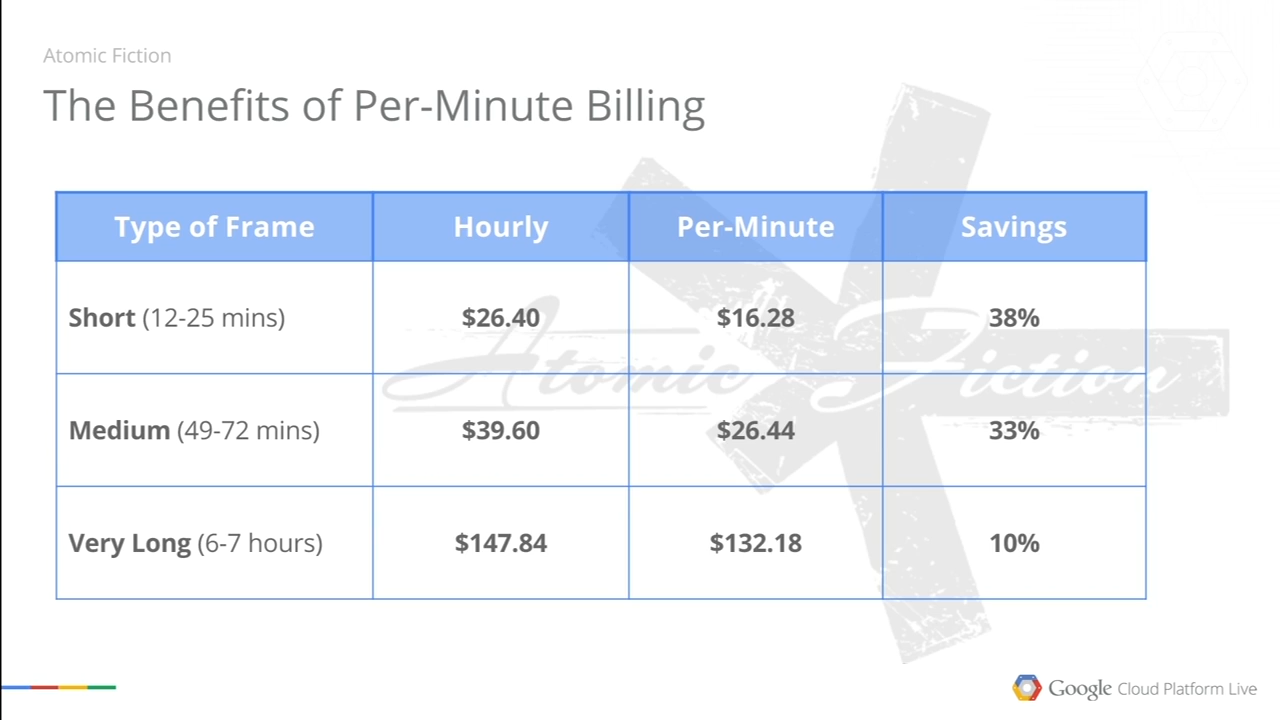 Atomic Fiction
The Benefits of Per-Minute Billing
Type of Frame Hourly Per-Minute Savings
Short (12-25 mins) $26.40 $16.28 38%
Atomic Fiction
Medium (49-72 mins) $39.60 $26.44 33%
Very Long (6-7 hours) $147.84 $132.18 10%
Google Cloud Platform Live